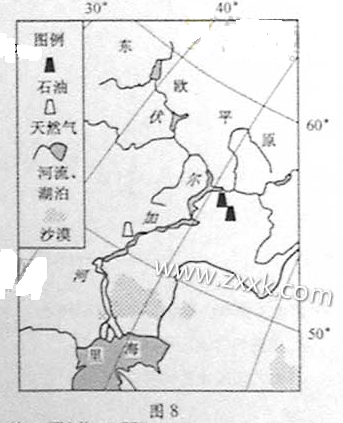 30°
40°
60°
50°
图例
石油
天然气
河流、
湖泊
沙漠
东
欧
平
原
伏
尔
加
河
里
海
www.zxxk.com
图 8